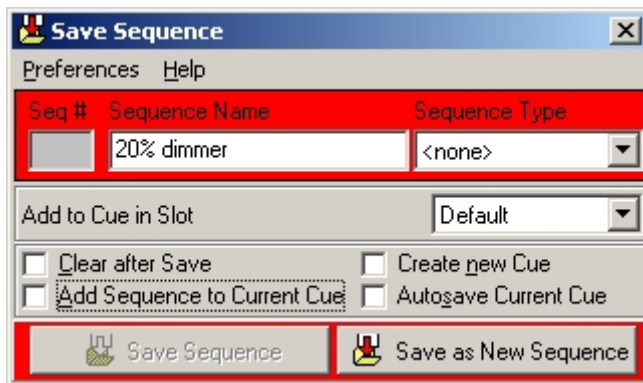 Save Sequence
Preferences Help
Seq # Sequence Name Sequence Type
20% dimmer <none>
Add to Cue in Slot Default
Clear after Save Create new Cue
Add Sequence to Current Cue Autosave Current Cue
Save Sequence Save as New Sequence